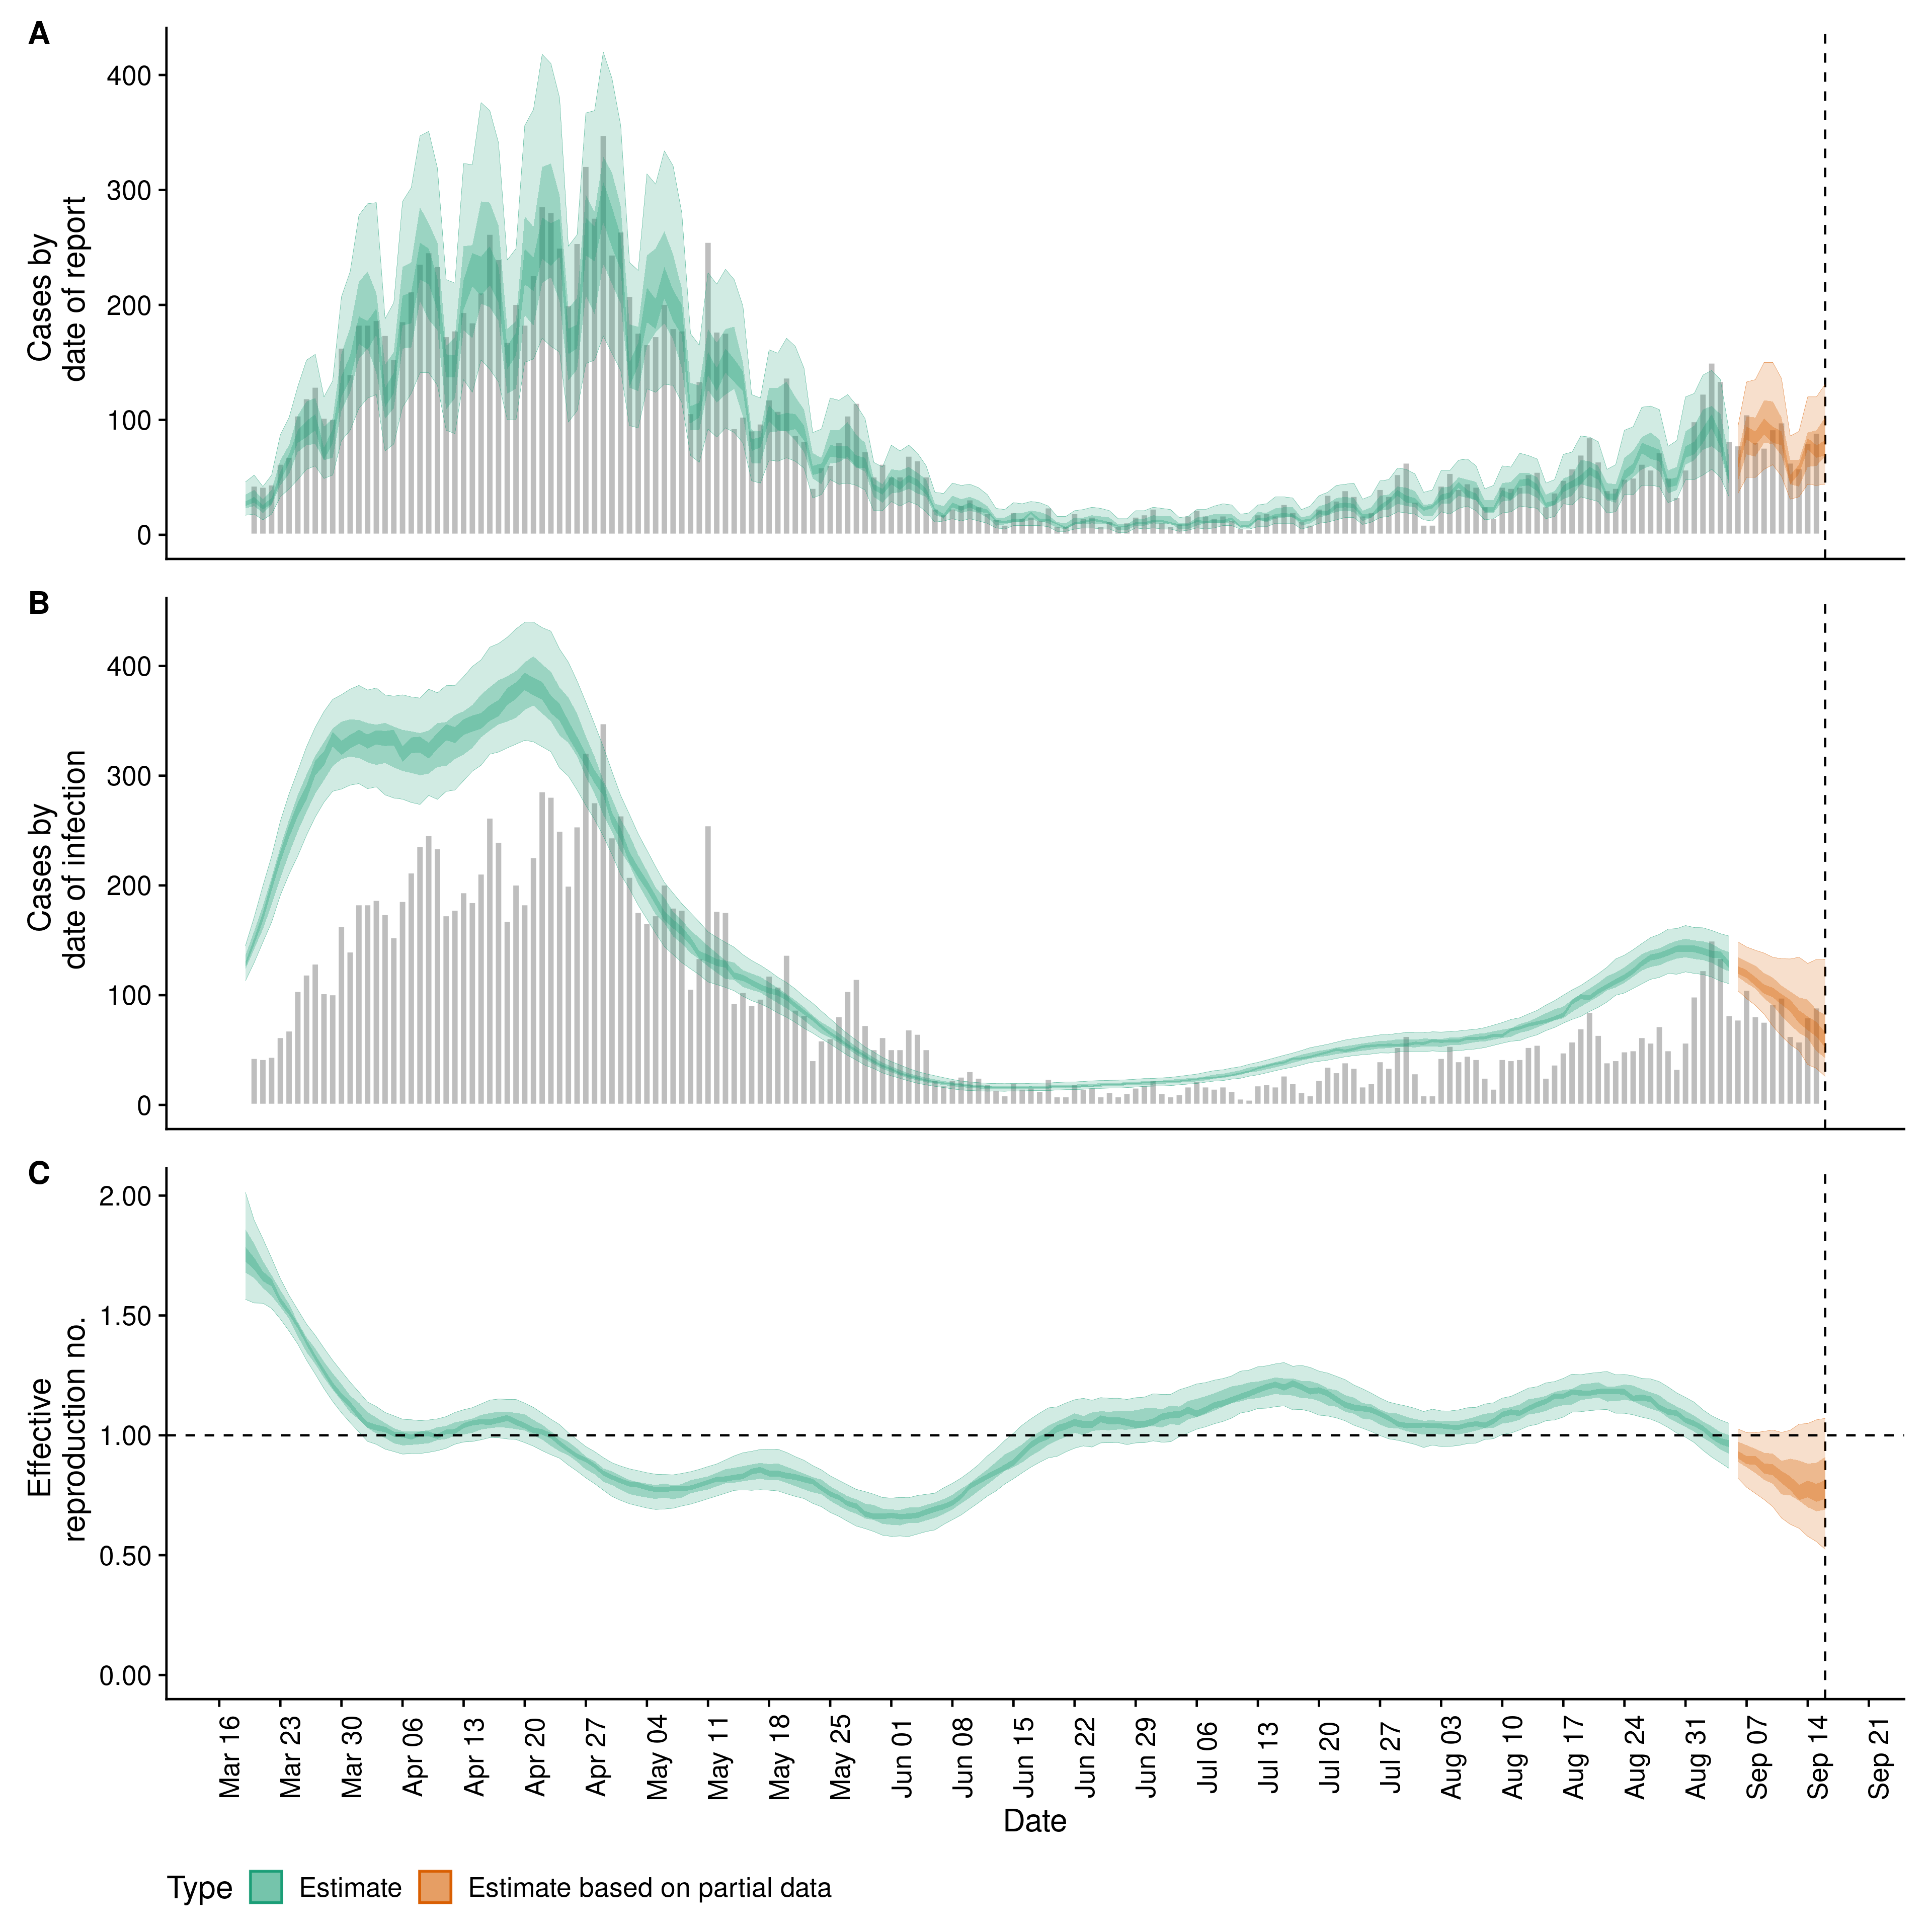 A
Cases by
date of report
400
300
200
100
0
B
Cases by
date of infection
400
300
200
100
0
C
Effective
reproduction no.
2.00
1.50
1.00
0.50
0.00
Mar 16
Mar 23
Mar 30
Apr 06
Apr 13
Apr 20
Apr 27
May 04
May 11
May 18
May 25
Jun 01
Jun 08
Jun 15
Jun 22
Jun 29
Jul 06
Jul 13
Jul 20
Jul 27
Aug 03
Aug 10
Aug 17
Aug 24
Aug 31
Sep 07
Sep 14
Sep 21
Date
Type Estimate Estimate based on partial data